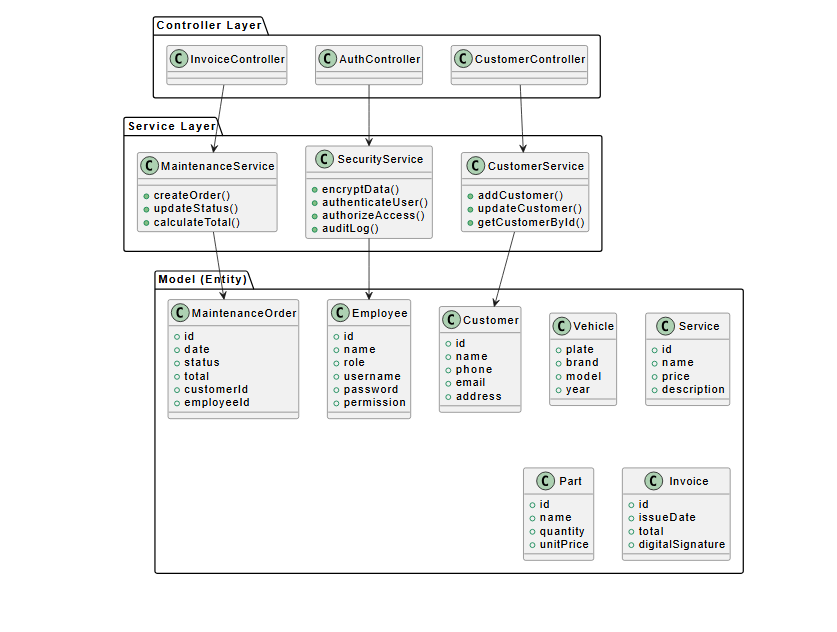 Controller Layer
C InvoiceController
C AuthController
C CustomerController
Service Layer
C MaintenanceService
createOrder()
updateStatus()
calculateTotal()
C SecurityService
encryptData()
authenticateUser()
authorizeAccess()
auditLog()
C CustomerService
addCustomer()
updateCustomer()
getCustomerById()
Model (Entity)
C MaintenanceOrder
id
date
status
total
customerId
employeeId
C Employee
id
name
role
username
password
permission
C Customer
id
name
phone
email
address
C Vehicle
plate
brand
model
year
C Service
id
name
price
description
C Part
id
name
quantity
unitPrice
C Invoice
id
issueDate
total
digitalSignature